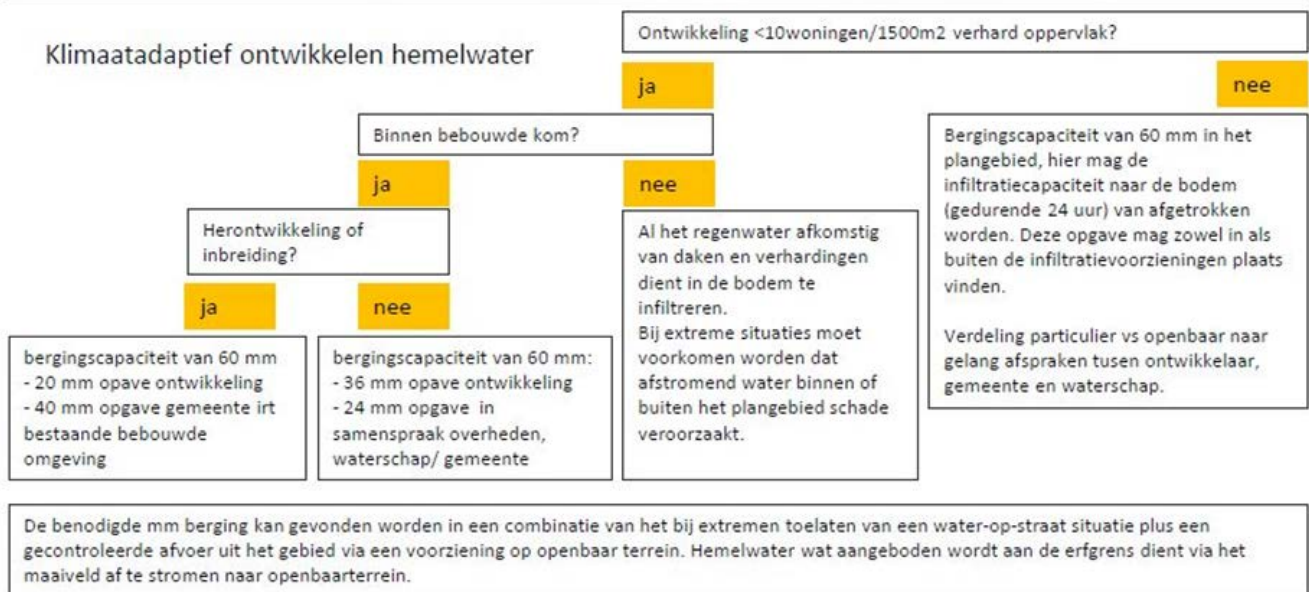 Klimaatadaptief ontwikkelen hemelwater
Ontwikkeling <10woningen/1500m2 verhard oppervlak?
ja
nee
Binnen bebouwde kom?
ja
nee
Herontwikkeling of
inbreiding?
ja
nee
bergingscapaciteit van 60 mm
- 20 mm opave ontwikkeling
- 40 mm opgave gemeente irt
bestaande bebouwde
omgeving
bergingscapaciteit van 60 mm:
- 36 mm opave ontwikkeling
- 24 mm opgave in
samenspraak overheden,
waterschap/ gemeente
Al het regenwater afkomstig
van daken en verhardingen
dient in de bodem te
infiltreren.
Bij extreme situaties moet
voorkomen worden dat
afstromend water binnen of
buiten het plangebied schade
veroorzaakt.
Bergingscapaciteit van 60 mm in het
plangebied, hier mag de
infiltratiecapaciteit naar de bodem
(gedurende 24 uur) van afgetrokken
worden. Deze opgave mag zowel in als
buiten de infiltratievoorzieningen plaats
vinden.
Verdeling particulier vs openbaar naar
gelang afspraken tusen ontwikkelaar,
gemeente en waterschap.
De benodigde mm berging kan gevonden worden in een combinatie van het bij extremen toelaten van een water-op-straat situatie plus een
gecontroleerde afvoer uit het gebied via een voorziening op openbaar terrein. Hemelwater wat aangeboden wordt aan de erfgrens dient via het
maaiveld af te stromen naar openbaarterrein.